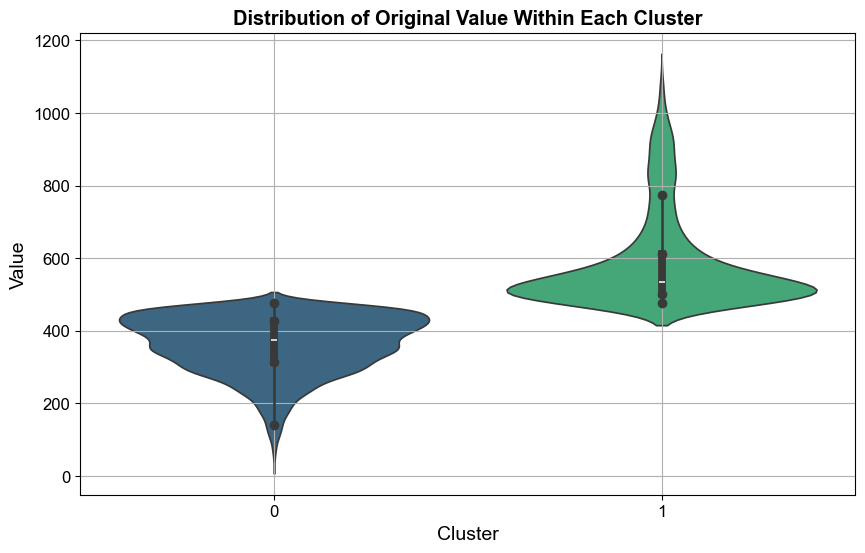 Distribution of Original Value Within Each Cluster
Value
1200
1000
800
600
400
200
0
0 1
Cluster